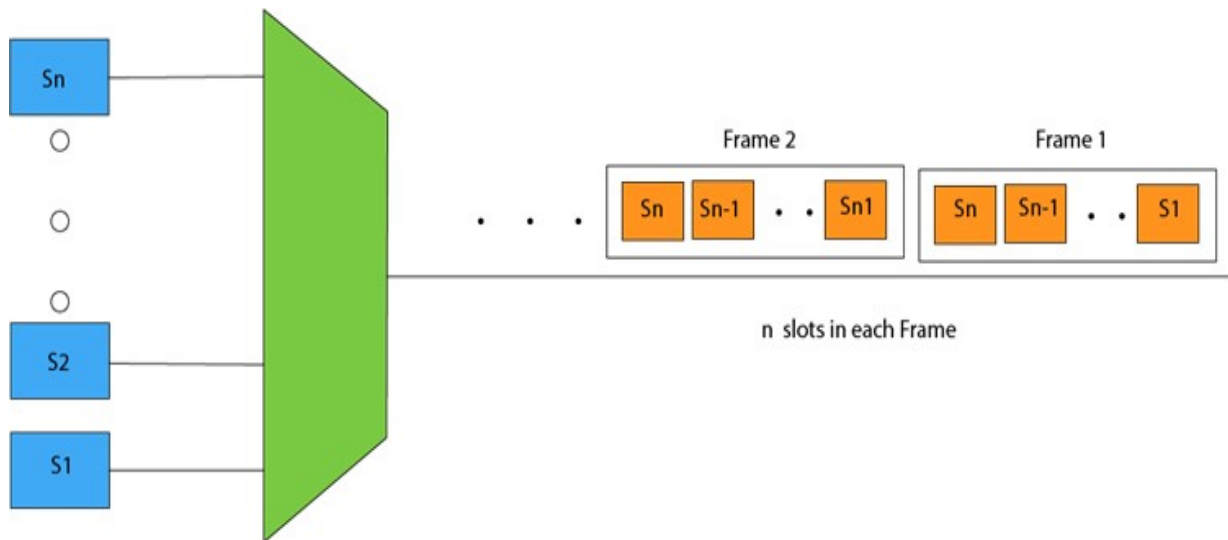 Sn
S2
S1
Frame 2
Sn Sn-1 . . Sn1
Frame 1
Sn Sn-1 . . S1
. . .
n slots in each Frame